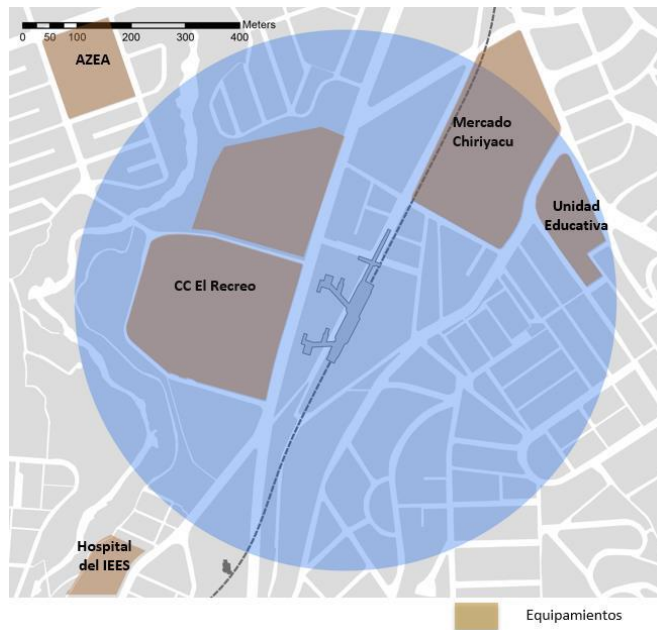 0 50 100 200 300 400
Meters
AZEA
Mercado
Chiriyacu
Unidad
Educativa
CC El Recreo
Hospital
del IEES
Equipamientos